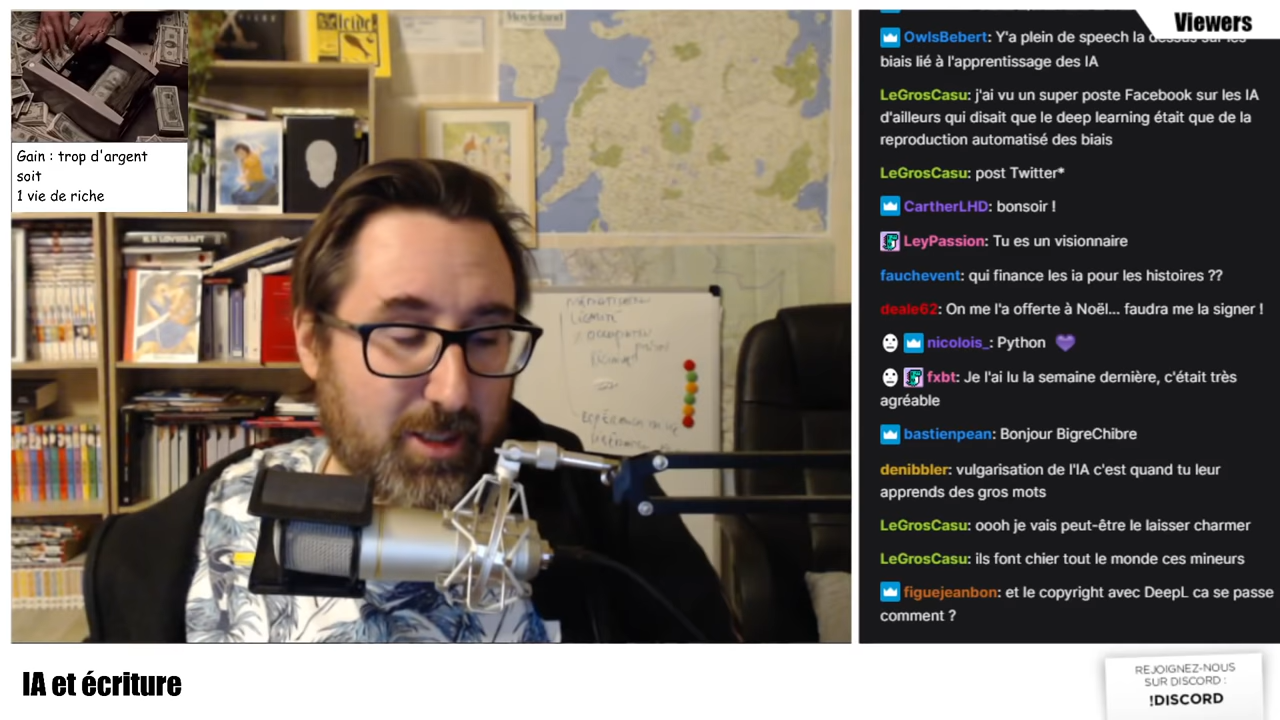 Gain : trop d'argent
soit
1 vie de riche
Viewers
OwlsBebert: Y'a plein de speech la dessus sur les
biais lié à l'apprentissage des IA
LeGrosCasu: j'ai vu un super poste Facebook sur les IA
d'ailleurs qui disait que le deep learning était que de la
reproduction automatisé des biais
LeGrosCasu: post Twitter*
CartherLHD: bonsoir !
LeyPassion: Tu es un visionnaire
fauchevent: qui finance les ia pour les histoires ??
deale62: On me l'a offerte à Noël... faudra me la signer !
nicolois_: Python
fxbt: Je l'ai lu la semaine dernière, c'était très
agréable
bastienpean: Bonjour BigreChibre
denibbler: vulgarisation de l'IA c'est quand tu leur
apprends des gros mots
LeGrosCasu: oooh je vais peut-être le laisser charmer
LeGrosCasu: ils font chier tout le monde ces mineurs
figuejeanbon: et le copyright avec DeepL ca se passe
comment ?
IA et écriture
REJOIGNEZ-NOUS
SUR DISCORD :
!DISCORD